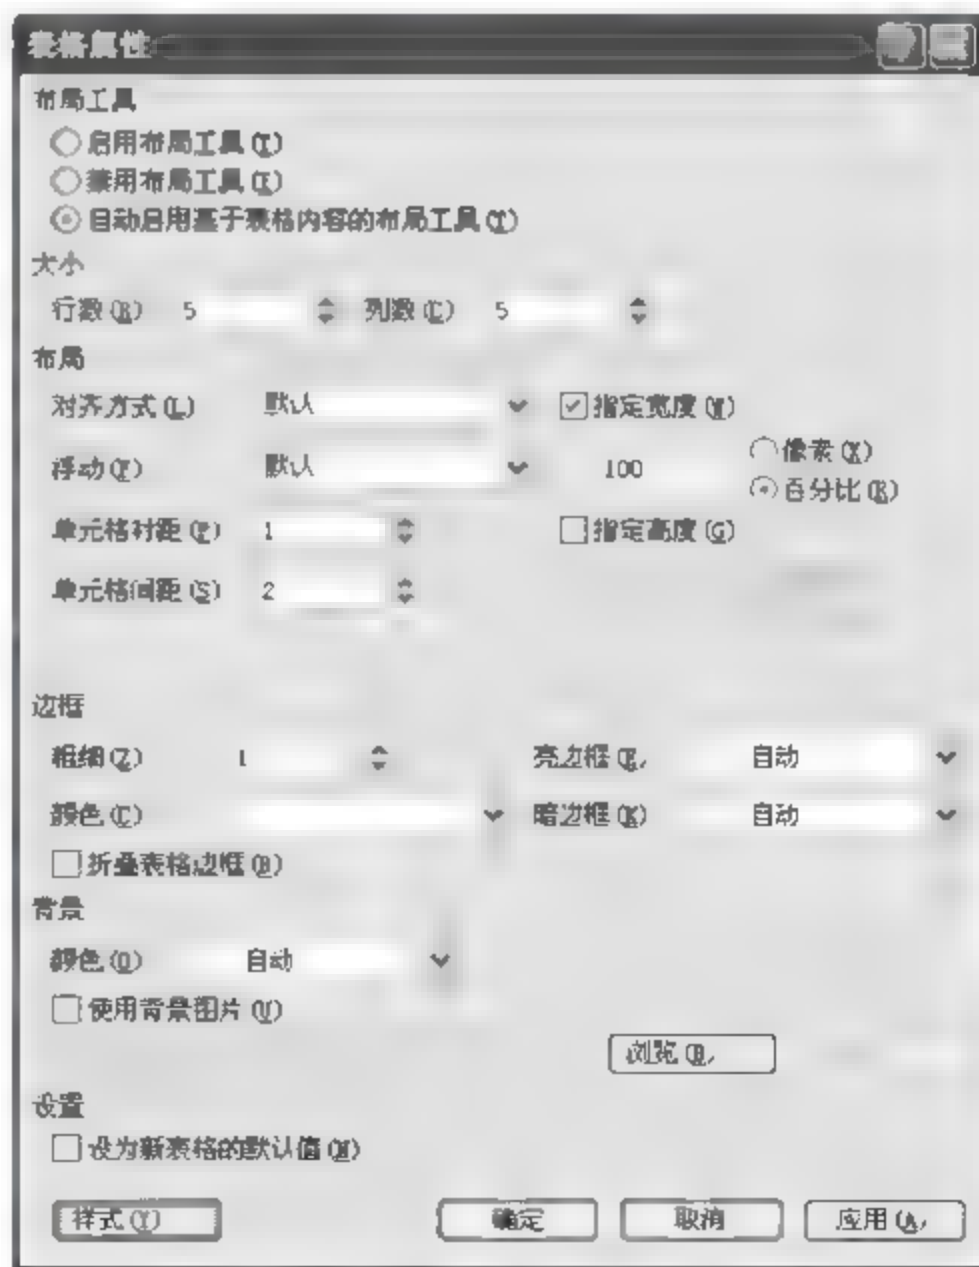 表格属性
布局工具
启用布局工具(I)
禁用布局工具(E)
自动启用基于表格内容的布局工具(T)
大小
行数(R) 5 列数(C) 5
布局
对齐方式(L) 默认 指定宽度(W)
浮动(F) 默认 100 像素(X)
百分比(R)
单元格衬距(P) 1 指定高度(G)
单元格间距(S) 2
边框
粗细(Z) 1 亮边框 自动
颜色(C) 暗边框(K) 自动
折叠表格边框(B)
背景
颜色(O) 自动
使用背景图片(U)
浏览
设置
设为新表格的默认值(M)
样式(Y) 确定 取消 应用(A)